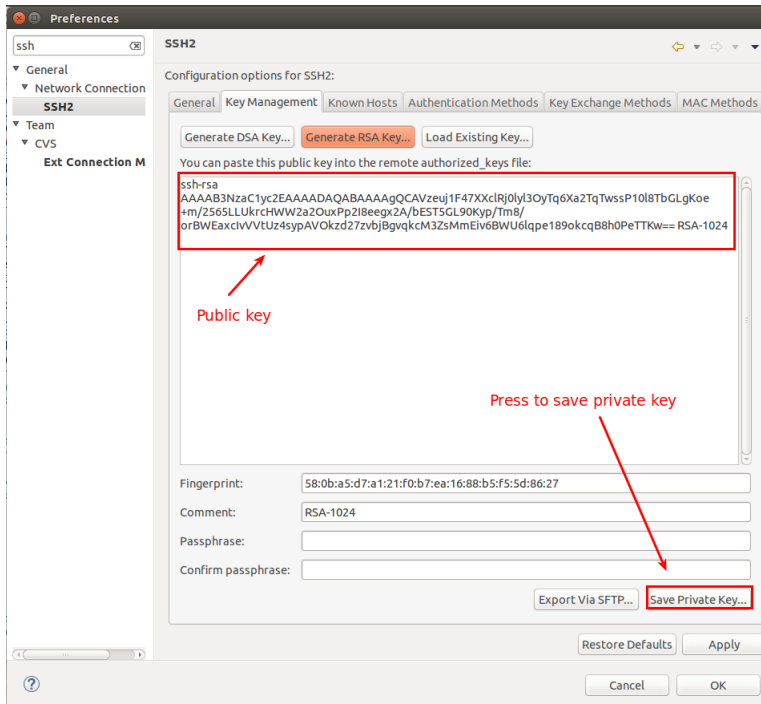 Preferences
ssh
SSH2
General
Network Connection
SSH2
Team
CVS
Ext Connection M
Configuration options for SSH2:
General Key Management Known Hosts Authentication Methods Key Exchange Methods MAC Methods
Generate DSA Key... Generate RSA Key... Load Existing Key...
You can paste this public key into the remote authorized_keys file:
ssh-rsa
AAAAB3NzaC1yc2EAAAADAQABAAAAgQCAVzeuj1F47XXclRj0lyl3OyTq6Xa2TqTwssP10l8TbGLgKoe
+m/2565LLUkrcHWW2a2OuxPp2I8eegx2A/bEST5GL90Kyp/Tm8/
orBWEaxcIvVVtUz4sypAVOkzd27zvbjBgvqkcM3ZsMmEiv6BWU6lqpe189okcqB8h0PeTTKw== RSA-1024
Public key
Press to save private key
Fingerprint: 58:0b:a5:d7:a1:21:f0:b7:ea:16:88:b5:f5:5d:86:27
Comment: RSA-1024
Passphrase:
Confirm passphrase:
Export Via SFTP... Save Private Key...
Restore Defaults Apply
Cancel OK